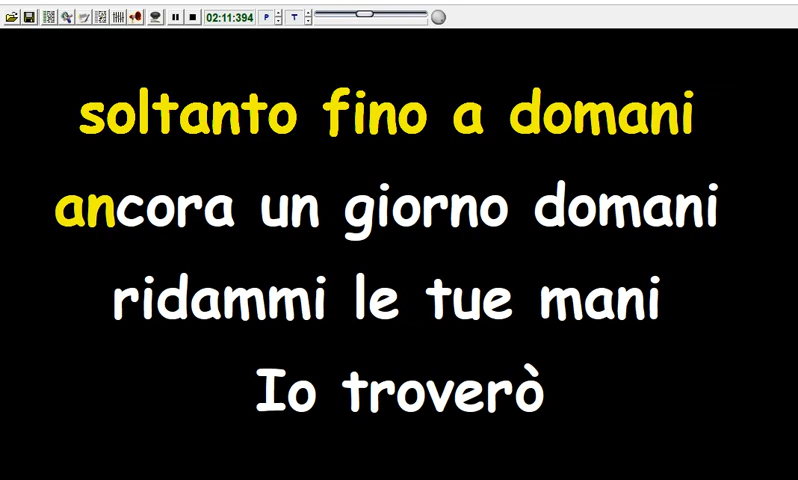 02:11:394 P T
soltanto fino a domani
ancora un giorno domani
ridammi le tue mani
Io troverò